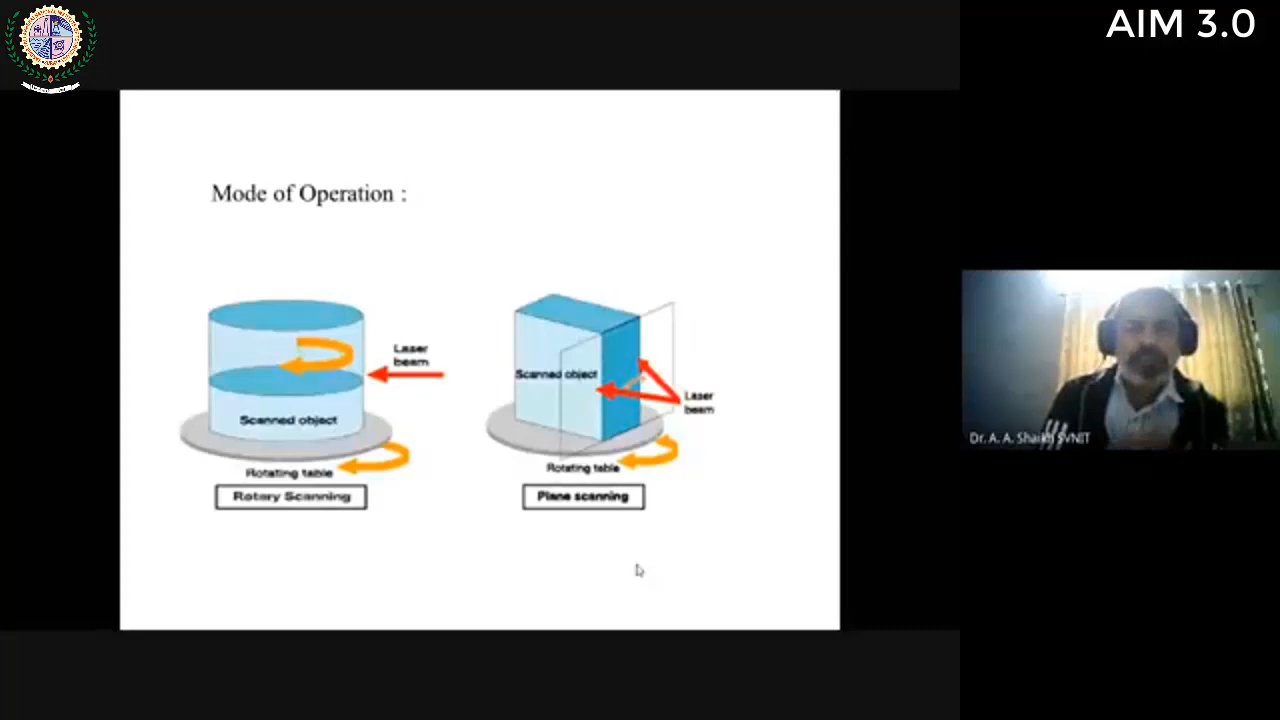 AIM 3.0
Mode of Operation :
Laser
beam
Scanned object
Rotating table
Rotary Scanning
Scanned object
Laser
beam
Rotating table
Plane scanning
Dr. A. A. Shaikh SVNIT